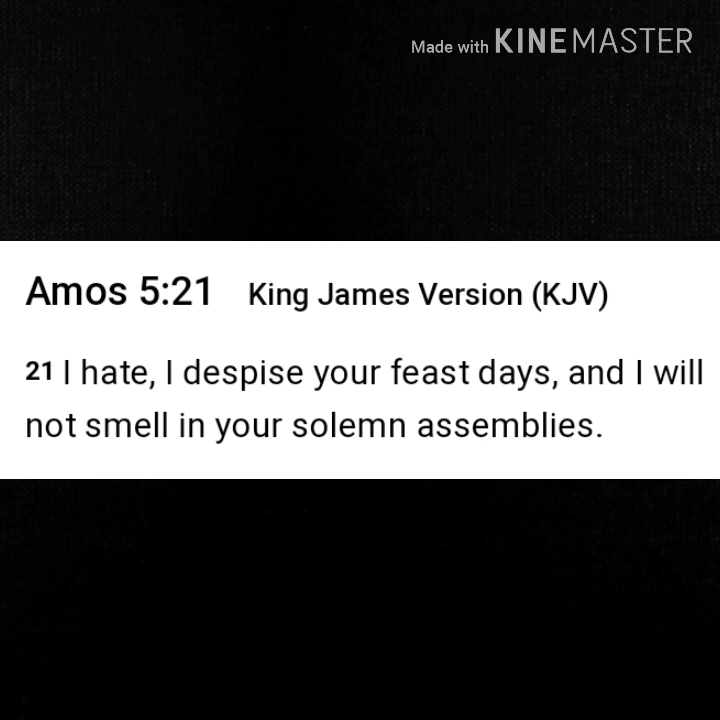 Made with KINEMASTER
Amos 5:21 King James Version (KJV)
21 I hate, I despise your feast days, and I will
not smell in your solemn assemblies.